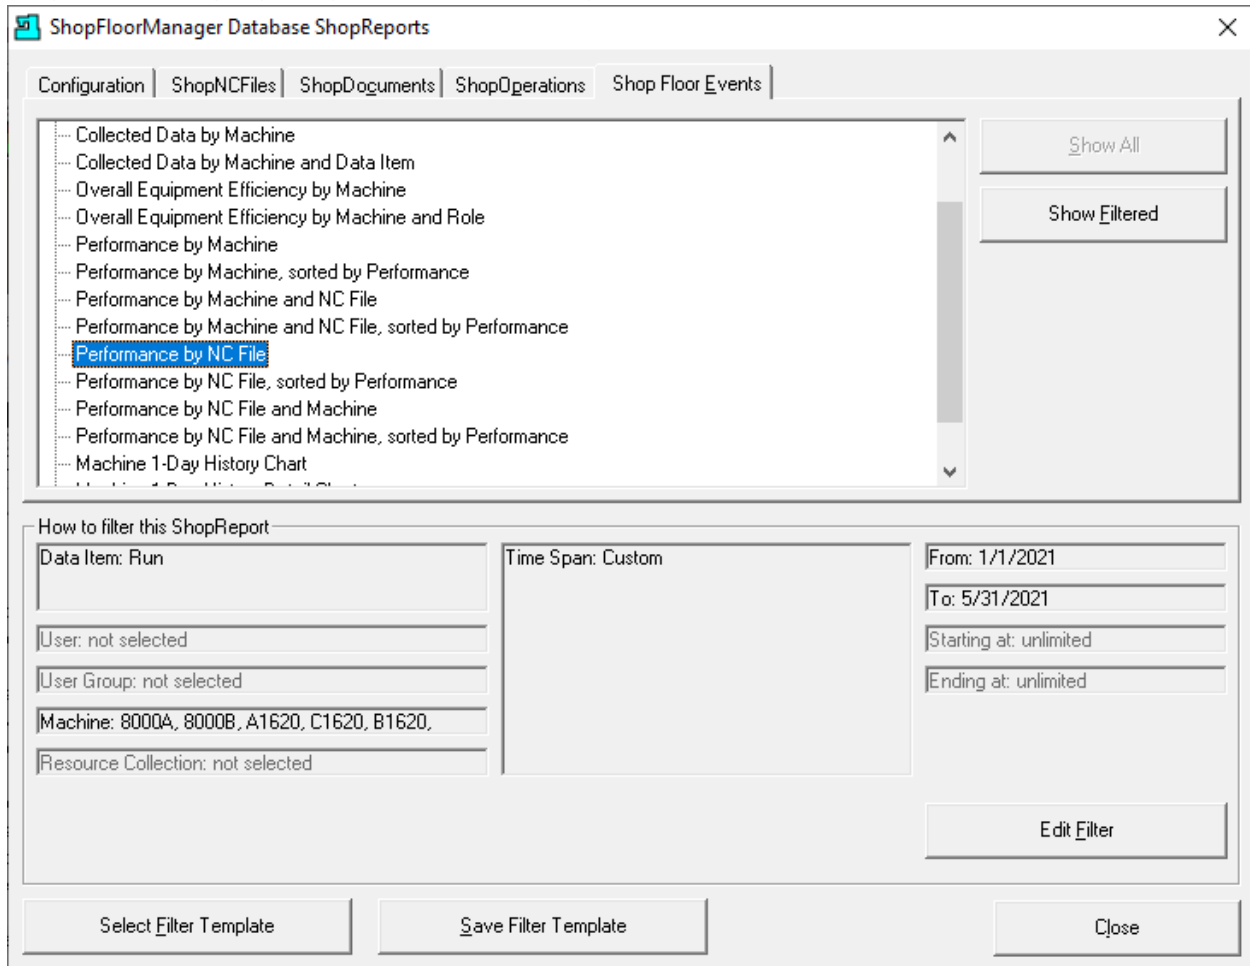 ShopFloorManager Database ShopReports
Configuration ShopNCFiles ShopDocuments ShopOperations Shop Floor Events
Collected Data by Machine
Collected Data by Machine and Data Item
Overall Equipment Efficiency by Machine
Overall Equipment Efficiency by Machine and Role
Performance by Machine
Performance by Machine, sorted by Performance
Performance by Machine and NC File
Performance by Machine and NC File, sorted by Performance
Performance by NC File
Performance by NC File, sorted by Performance
Performance by NC File and Machine
Performance by NC File and Machine, sorted by Performance
Machine 1-Day History Chart
Show All
Show Filtered
How to filter this ShopReport
Data Item: Run
User: not selected
User Group: not selected
Machine: 8000A, 8000B, A1620, C1620, B1620,
Resource Collection: not selected
Time Span: Custom
From: 1/1/2021
To: 5/31/2021
Starting at: unlimited
Ending at: unlimited
Edit Filter
Select Filter Template
Save Filter Template
Close